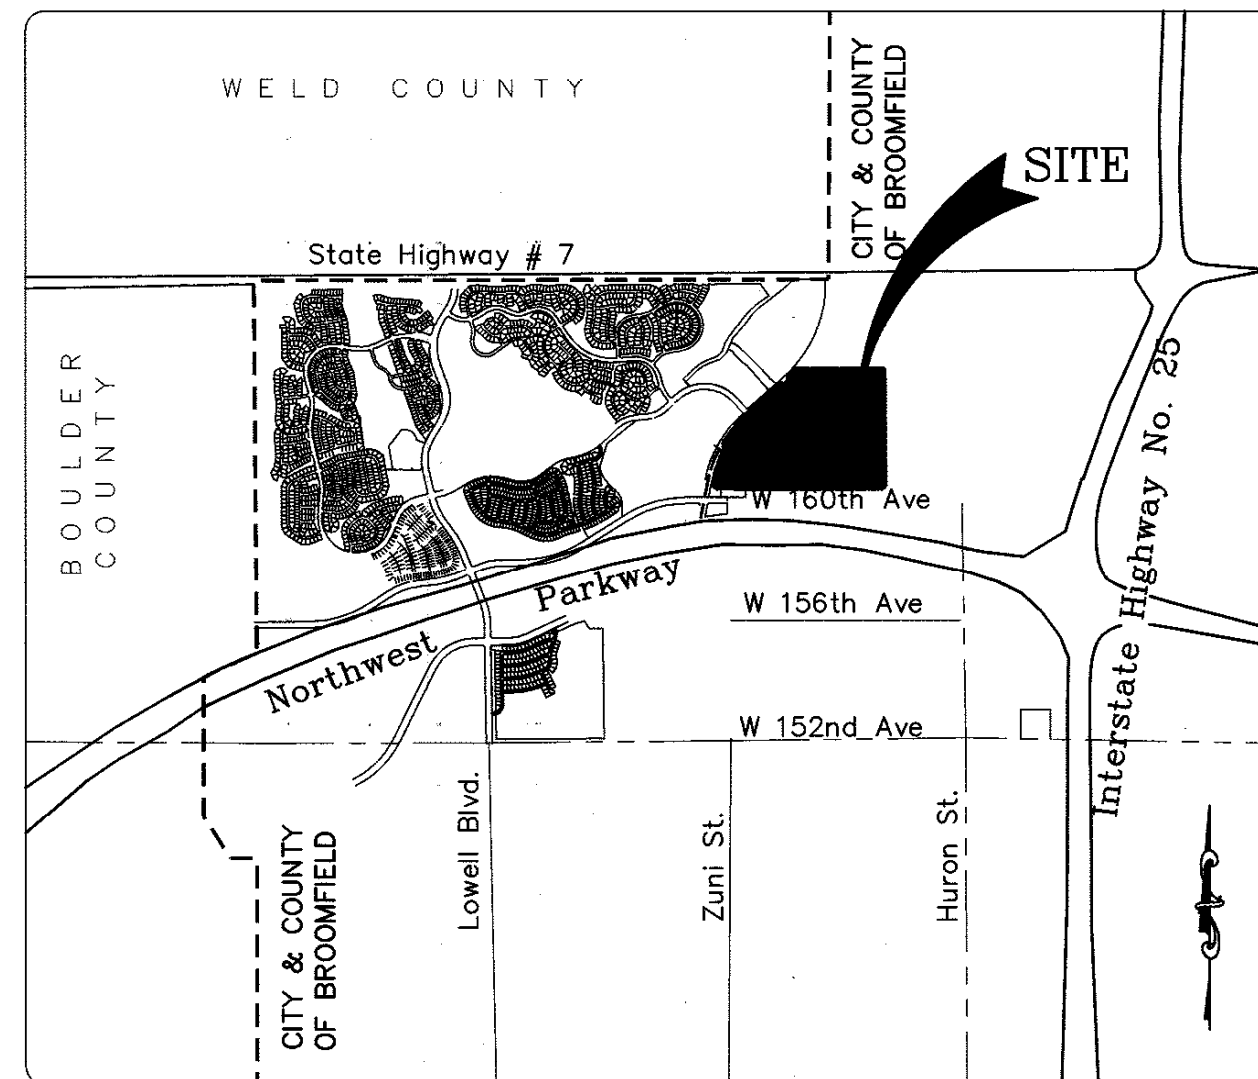 WELD COUNTY
CITY & COUNTY
OF BROOMFIELD
SITE
State Highway # 7
BOULDER
COUNTY
Interstate Highway No. 25
W 160th Ave
Northwest Parkway
W 156th Ave
W 152nd Ave
Lowell Blvd.
Zuni St.
Huron St.
CITY & COUNTY
OF BROOMFIELD